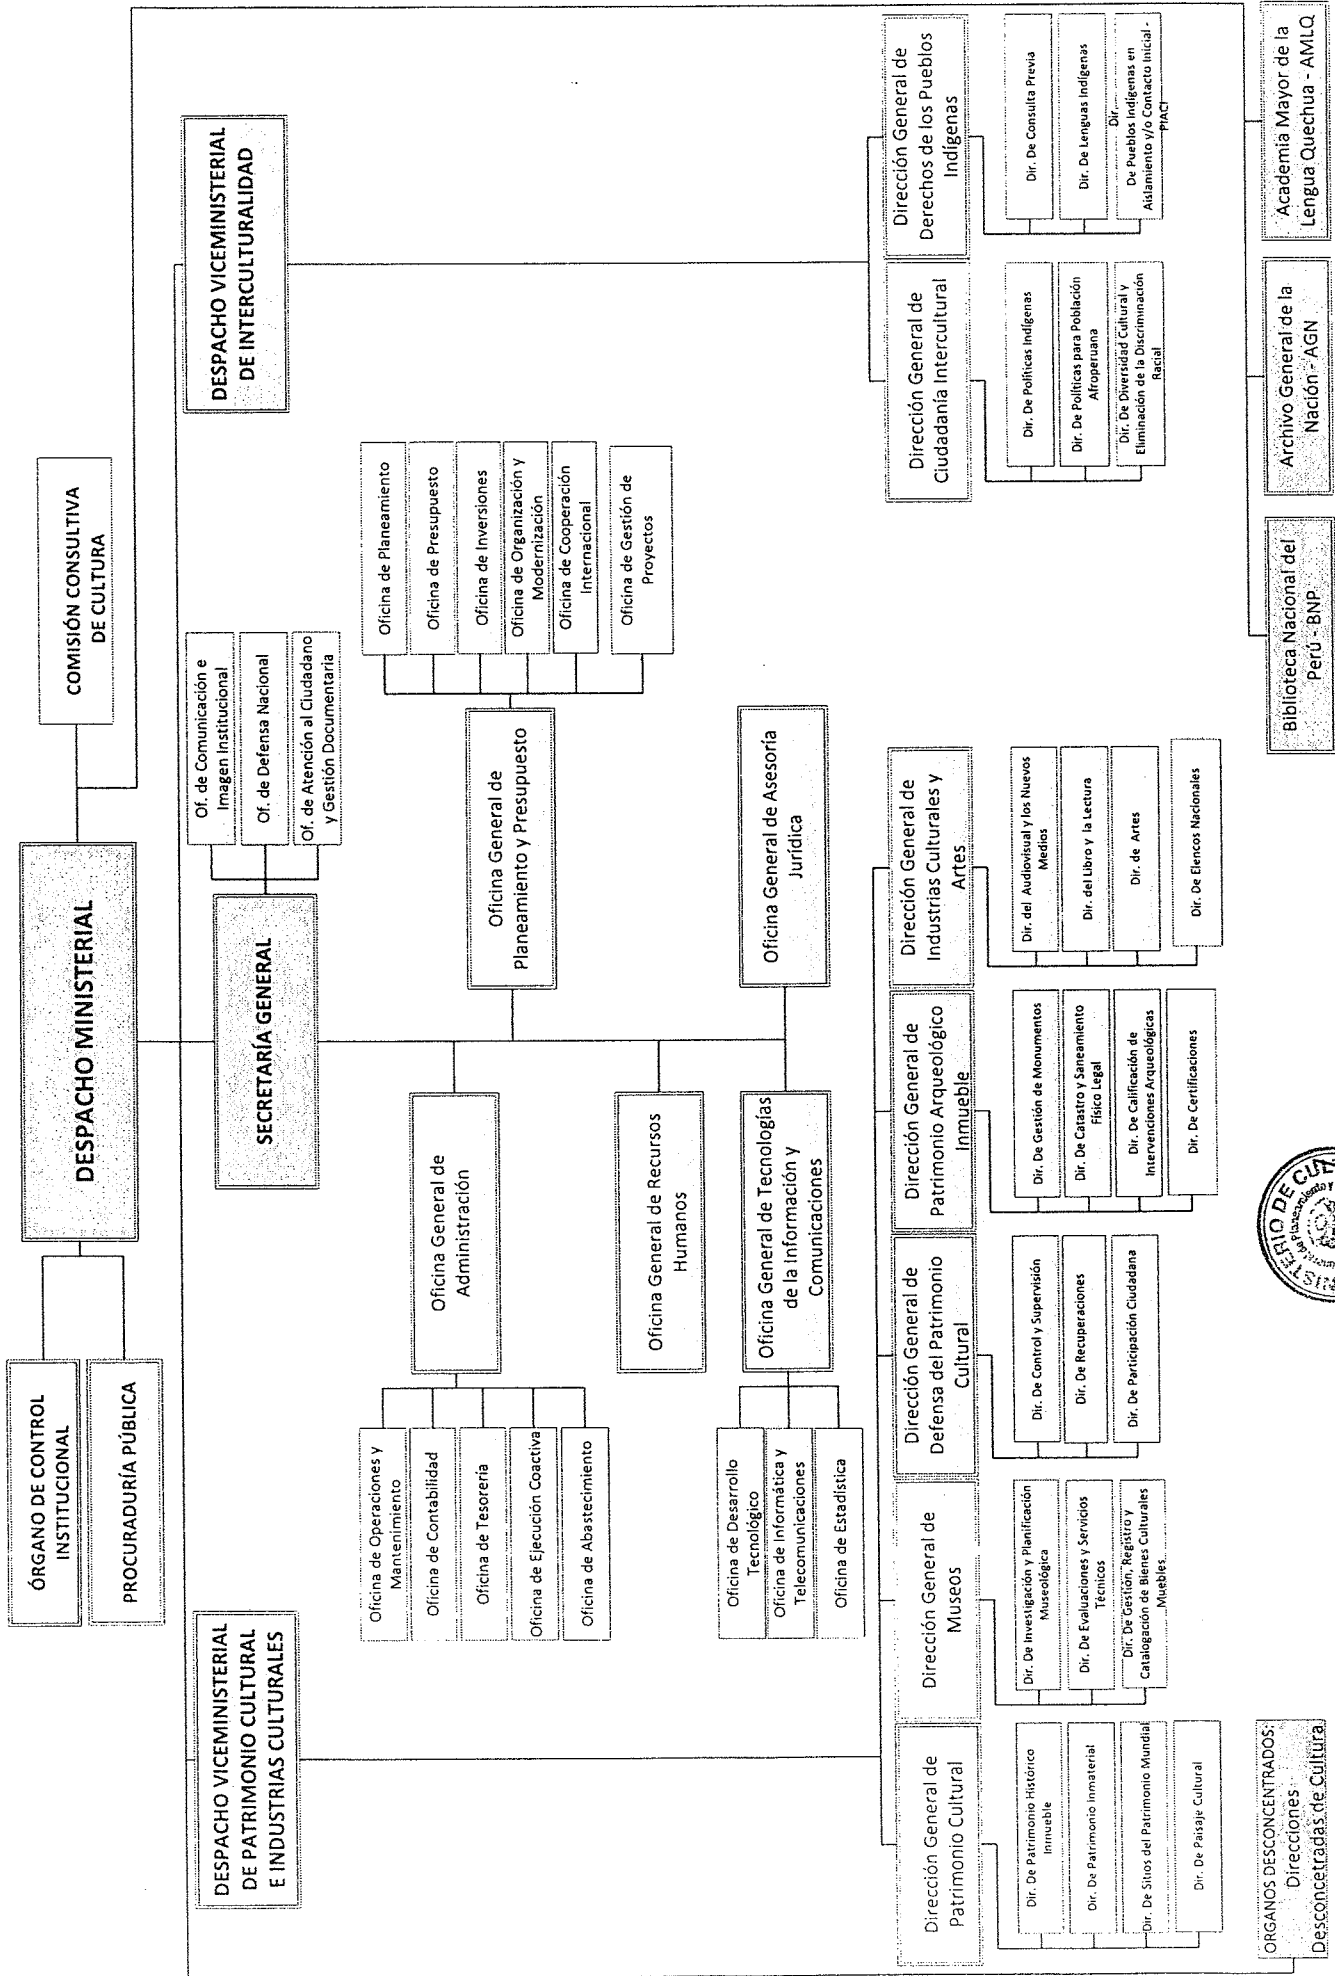 ÓRGANO DE CONTROL
INSTITUCIONAL
PROCURADURÍA PÚBLICA
DESPACHO MINISTERIAL
COMISIÓN CONSULTIVA
DE CULTURA
DESPACHO VICEMINISTERIAL
DE PATRIMONIO CULTURAL
E INDUSTRIAS CULTURALES
SECRETARÍA GENERAL
Of. de Comunicación e
Imagen Institucional
Of. de Defensa Nacional
Of. de Atención al Ciudadano
y Gestión Documentaria
DESPACHO VICEMINISTERIAL
DE INTERCULTURALIDAD
Oficina General de
Administración
Oficina de Operaciones y
Mantenimiento
Oficina de Contabilidad
Oficina de Tesorería
Oficina de Ejecución Coactiva
Oficina de Abastecimiento
Oficina General de
Planeamiento y Presupuesto
Oficina de Planeamiento
Oficina de Presupuesto
Oficina de Inversiones
Oficina de Organización y
Modernización
Oficina de Cooperación
Internacional
Oficina de Gestión de
Proyectos
Oficina General de Recursos
Humanos
Oficina General de Tecnologías
de la Información y
Comunicaciones
Oficina de Desarrollo
Tecnológico
Oficina de Informática y
Telecomunicaciones
Oficina de Estadística
Oficina General de Asesoría
Jurídica
Dirección General de
Patrimonio Cultural
Dir. De Patrimonio Histórico
Inmueble
Dir. De Patrimonio Inmaterial
Dir. De Sitios del Patrimonio Mundial
Dir. De Paisaje Cultural
Dirección General de
Museos
Dir. De Investigación y Planificación
Museológica
Dir. De Evaluaciones y Servicios
Técnicos
Dir. De Gestión, Registro y
Catalogación de Bienes Culturales
Muebles
Dirección General de
Defensa del Patrimonio
Cultural
Dir. De Control y Supervisión
Dir. De Recuperaciones
Dir. De Participación Ciudadana
Dirección General de
Patrimonio Arqueológico
Inmueble
Dir. De Gestión de Monumentos
Dir. De Catastro y Saneamiento
Físico Legal
Dir. De Calificación de
Intervenciones Arqueológicas
Dir. De Certificaciones
Dirección General de
Industrias Culturales y
Artes
Dir. del Audiovisual y los Nuevos
Medios
Dir. del Libro y la Lectura
Dir. de Artes
Dir. De Elencos Nacionales
Dirección General de
Ciudadanía Intercultural
Dir. De Políticas Indígenas
Dir. De Políticas para Población
Afroperuana
Dir. De Diversidad Cultural y
Eliminación de la Discriminación
Racial
Dirección General de
Derechos de los Pueblos
Indígenas
Dir. De Consulta Previa
Dir. De Lenguas Indígenas
Dir.
De Pueblos Indígenas en
Aislamiento y/o Contacto Inicial -
PIACI
ORGANOS DESCONCENTRADOS:
Direcciones
Desconcetradas de Cultura
Biblioteca Nacional del
Perú - BNP
Archivo General de la
Nación - AGN
Academia Mayor de la
Lengua Quechua - AMLQ